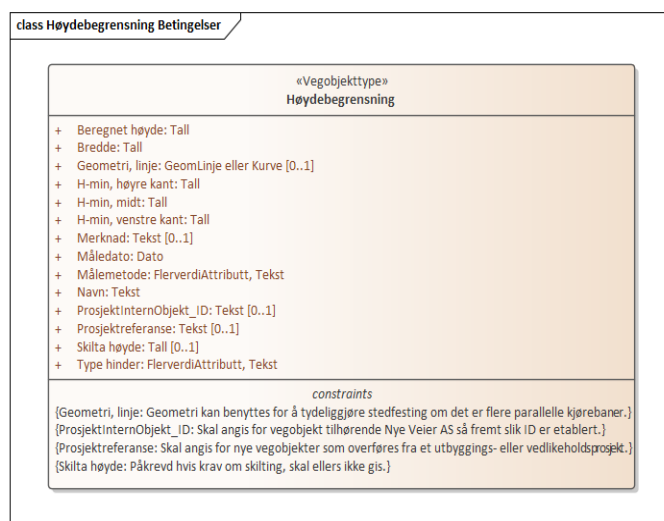 class Høydebegrensning Betingelser
«Vegobjekttype»
Høydebegrensning
+ Beregnet høyde: Tall
+ Bredde: Tall
+ Geometri, linje: GeomLinje eller Kurve [0..1]
+ H-min, høyre kant: Tall
+ H-min, midt: Tall
+ H-min, venstre kant: Tall
+ Merknad: Tekst [0..1]
+ Måledato: Dato
+ Målemetode: FlerverdiAttributt, Tekst
+ Navn: Tekst
+ ProsjektInternObjekt_ID: Tekst [0..1]
+ Prosjektreferanse: Tekst [0..1]
+ Skilta høyde: Tall [0..1]
+ Type hinder: FlerverdiAttributt, Tekst
constraints
{Geometri, linje: Geometri kan benyttes for å tydeliggjøre stedfesting om det er flere parallelle kjørebaner.}
{ProsjektInternObjekt_ID: Skal angis for vegobjekt tilhørende Nye Veier AS så fremt slik ID er etablert.}
{Prosjektreferanse: Skal angis for nye vegobjekter som overføres fra et utbyggings- eller vedlikeholdsprosjekt.}
{Skilta høyde: Påkrevd hvis krav om skilting, skal ellers ikke gis.}